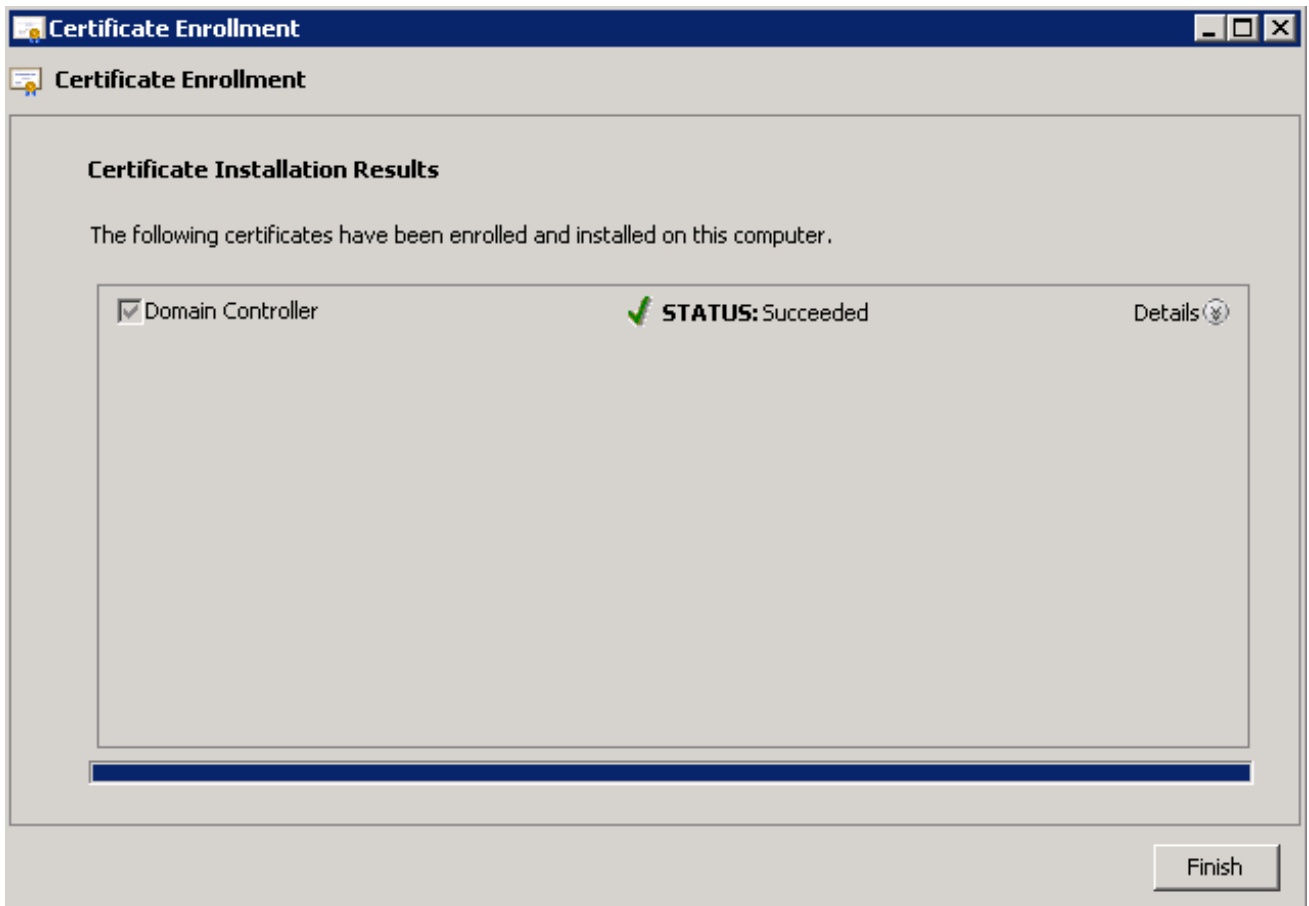 Certificate Enrollment
Certificate Enrollment
Certificate Installation Results
The following certificates have been enrolled and installed on this computer.
Domain Controller STATUS: Succeeded Details
Finish